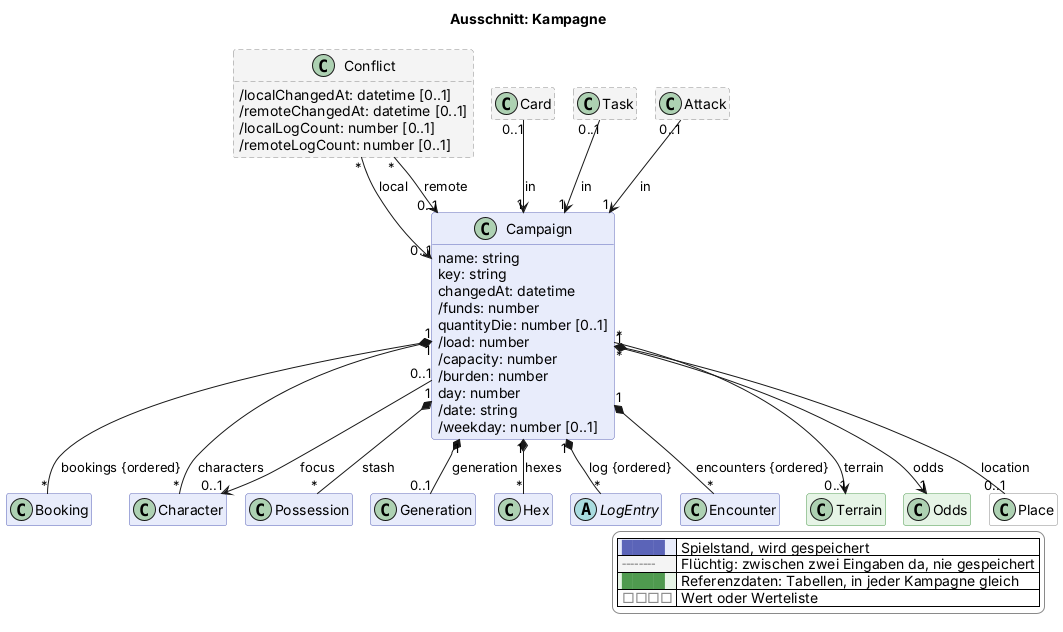 Ausschnitt: Kampagne
C Conflict
/localChangedAt: datetime [0..1]
/remoteChangedAt: datetime [0..1]
/localLogCount: number [0..1]
/remoteLogCount: number [0..1]
C Card
C Task
C Attack
0..1
0..1
0..1
*
*
local
remote
in
in
in
0..1
1
1
1
0..1
C Campaign
name: string
key: string
changedAt: datetime
/funds: number
quantityDie: number [0..1]
/load: number
/capacity: number
/burden: number
day: number
/date: string
/weekday: number [0..1]
1
1
0..1
1
*
1
*
1
1
1
1
bookings {ordered}
characters
focus
stash
generation
hexes
log {ordered}
encounters {ordered}
terrain
odds
location
*
*
0..1
*
0..1
*
*
*
0..1
1
0..1
C Booking
C Character
C Possession
C Generation
C Hex
A LogEntry
C Encounter
C Terrain
C Odds
C Place
Spielstand, wird gespeichert
Flüchtig: zwischen zwei Eingaben da, nie gespeichert
Referenzdaten: Tabellen, in jeder Kampagne gleich
Wert oder Werteliste